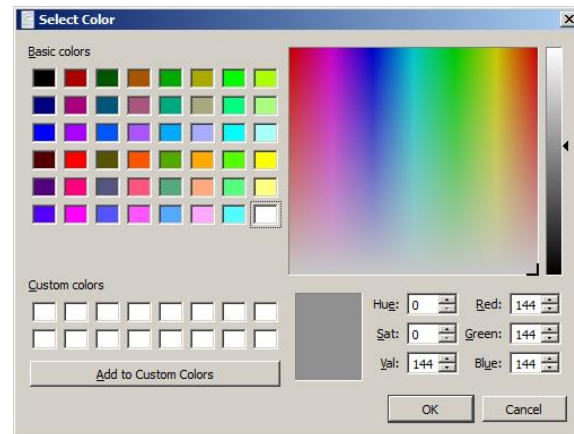 Select Color
Basic colors
Custom colors
Add to Custom Colors
Hue: 0 Red: 144
Sat: 0 Green: 144
Val: 144 Blue: 144
OK Cancel